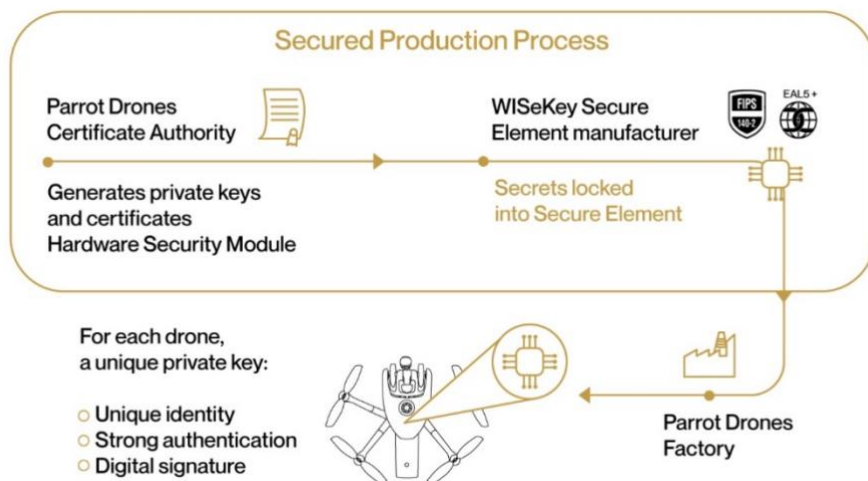 Secured Production Process
Parrot Drones
Certificate Authority
WISeKey Secure
Element manufacturer
FIPS
140-2
EAL5+
Generates private keys
and certificates
Hardware Security Module
Secrets locked
into Secure Element
For each drone,
a unique private key:
Unique identity
Strong authentication
Digital signature
Parrot Drones
Factory